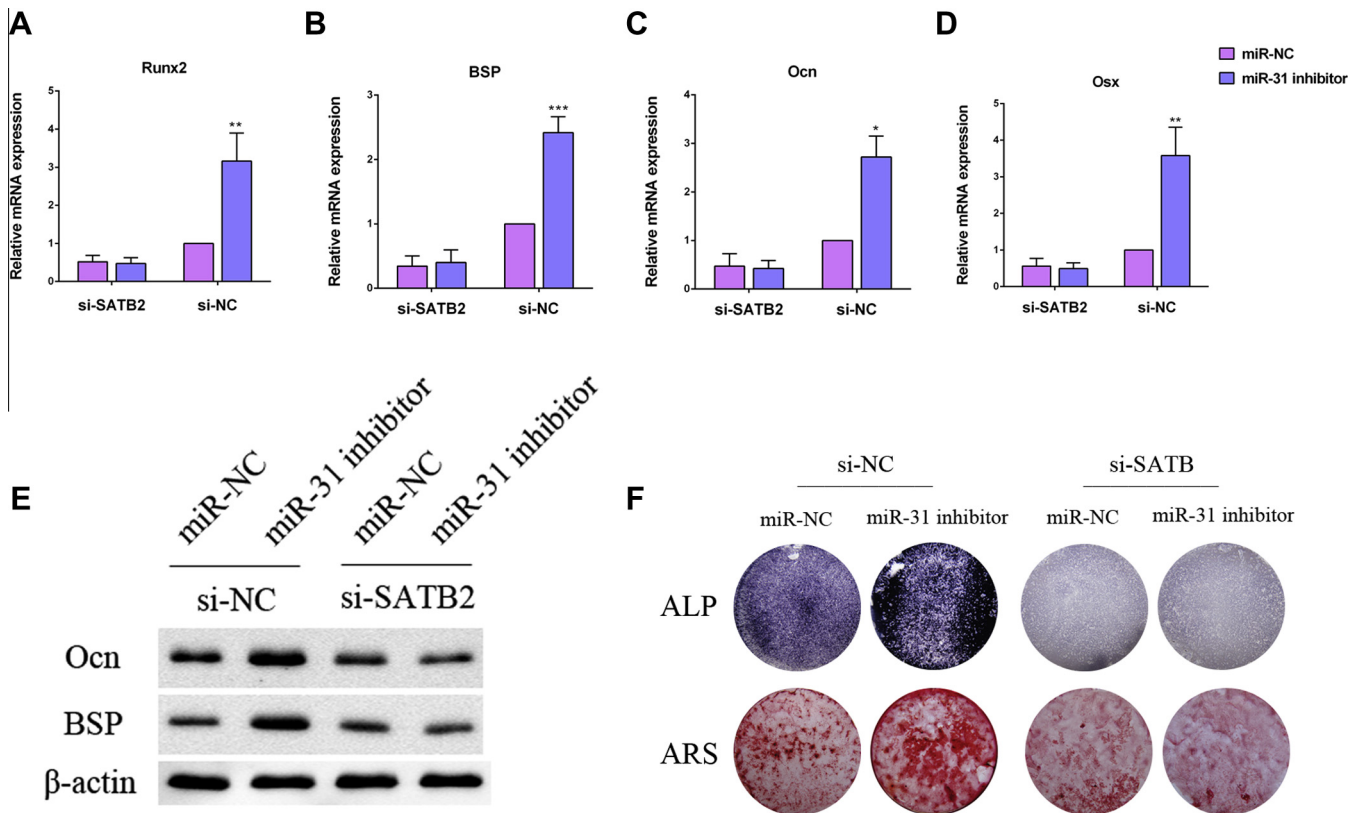 A
B
C
D
miR-NC
miR-31 inhibitor
Runx2
Relative mRNA expression
5
4
3
2
1
0
si-SATB2
si-NC
**
BSP
Relative mRNA expression
3
2
1
0
si-SATB2
si-NC
***
Ocn
Relative mRNA expression
4
3
2
1
0
si-SATB2
si-NC
*
Osx
Relative mRNA expression
5
4
3
2
1
0
si-SATB2
si-NC
**
E
miR-NC
miR-31 inhibitor
miR-NC
miR-31 inhibitor
si-NC
si-SATB2
Ocn
BSP
β-actin
F
si-NC
si-SATB
miR-NC
miR-31 inhibitor
miR-NC
miR-31 inhibitor
ALP
ARS